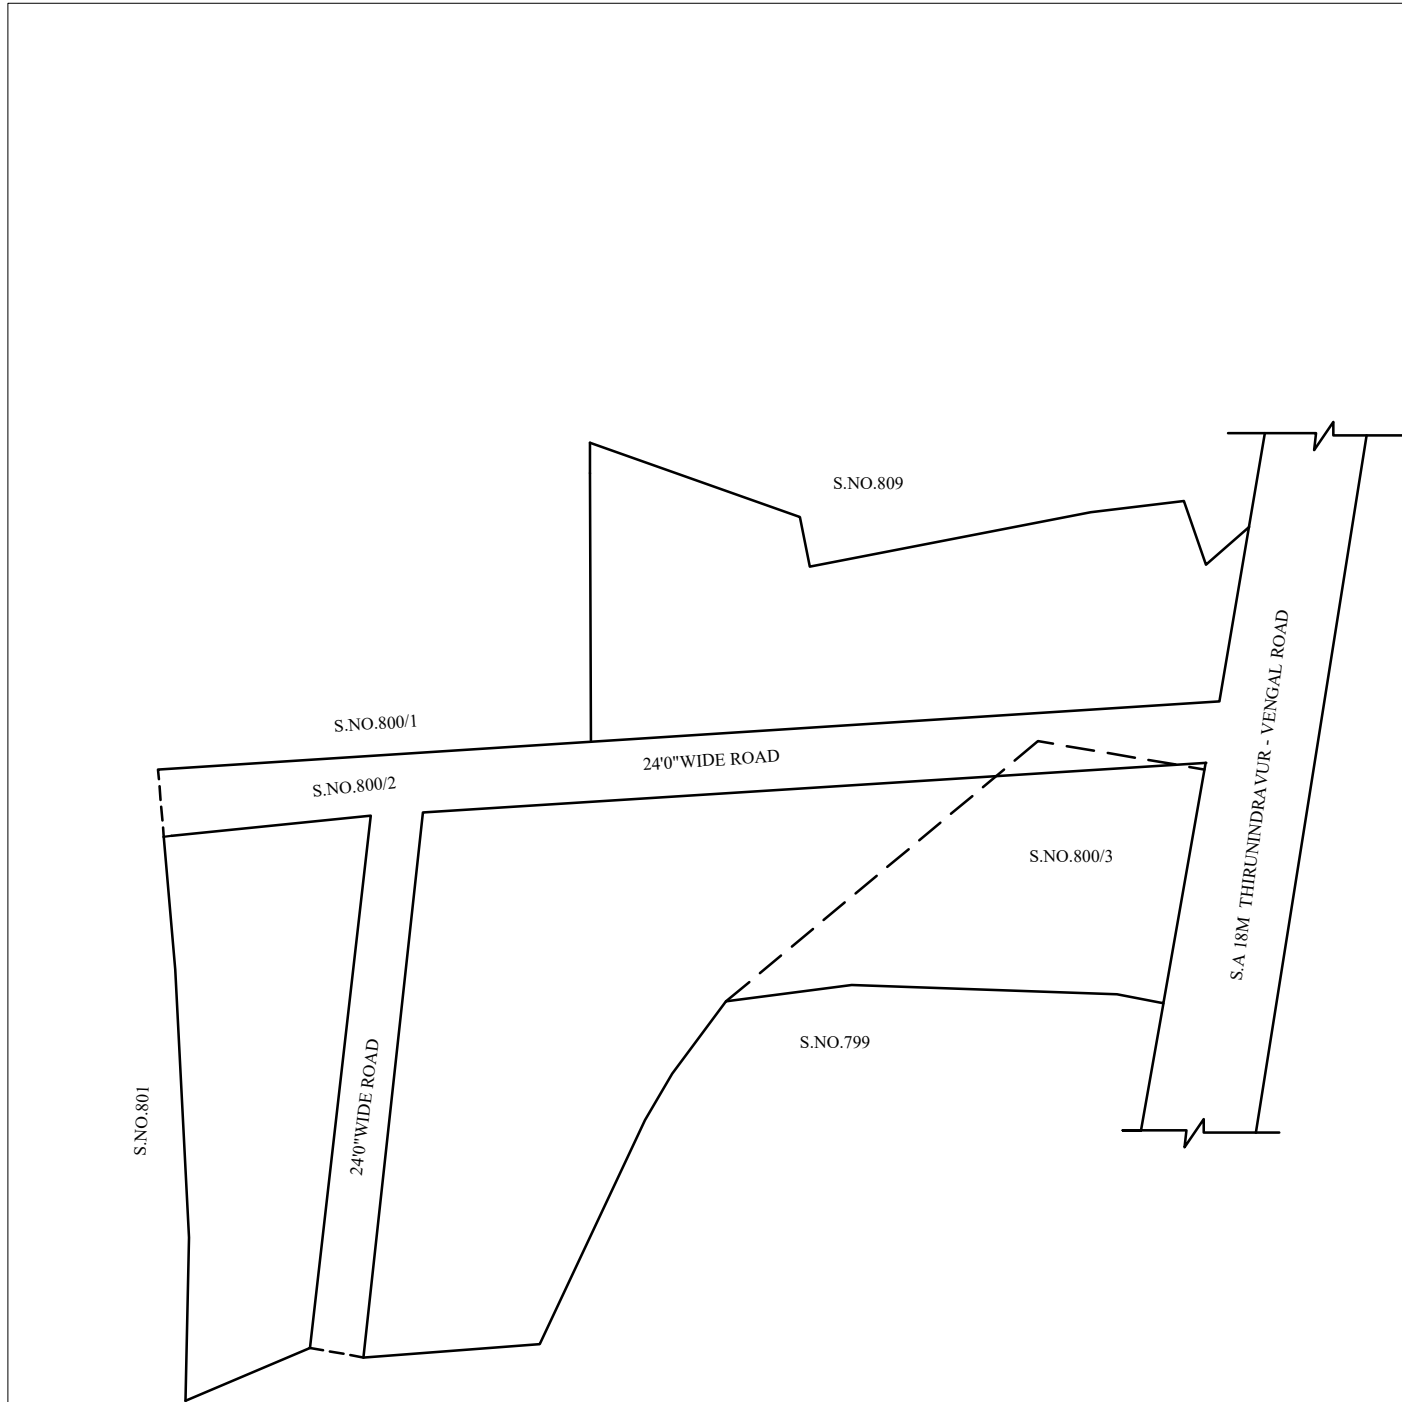 S.NO.809
S.NO.800/1
S.NO.800/2
24'0"WIDE ROAD
S.NO.800/3
S.A 18M THIRUNINDRAVUR - VENGAL ROAD
S.NO.799
S.NO.801
24'0"WIDE ROAD